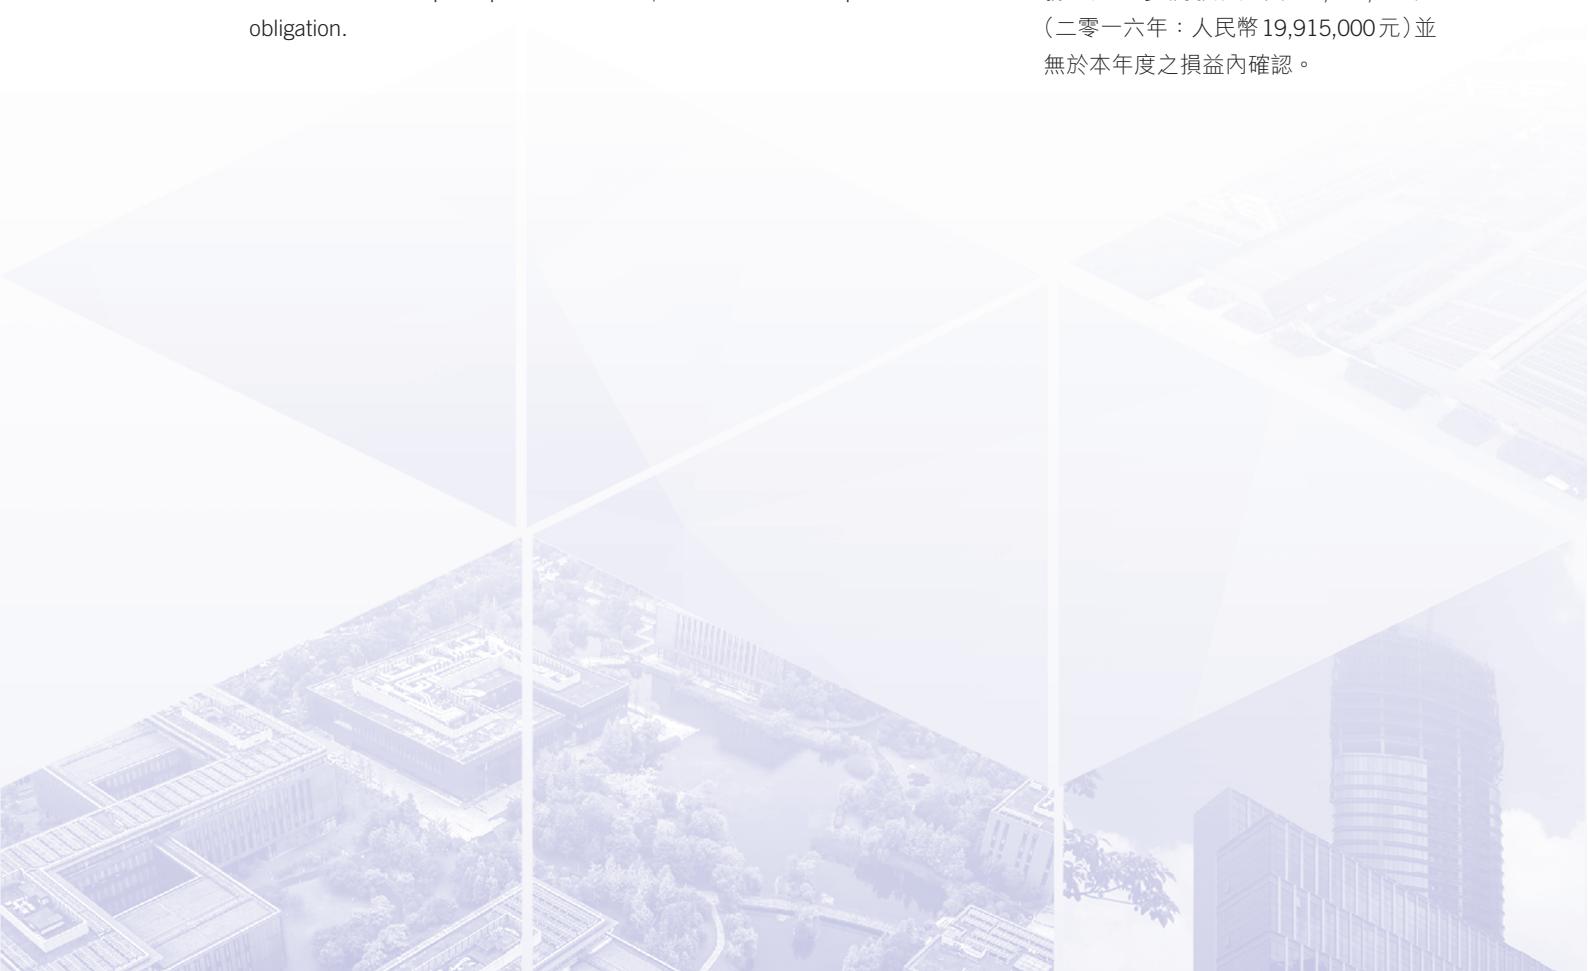 obligation.
（二零一六年：人民幣19,915,000元）並
無於本年度之損益內確認。